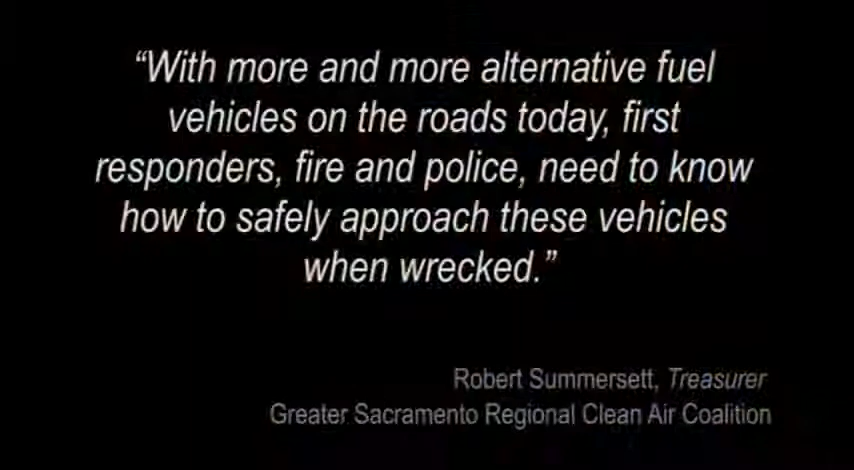 “With more and more alternative fuel
vehicles on the roads today, first
responders, fire and police, need to know
how to safely approach these vehicles
when wrecked.”
Robert Summersett, Treasurer
Greater Sacramento Regional Clean Air Coalition